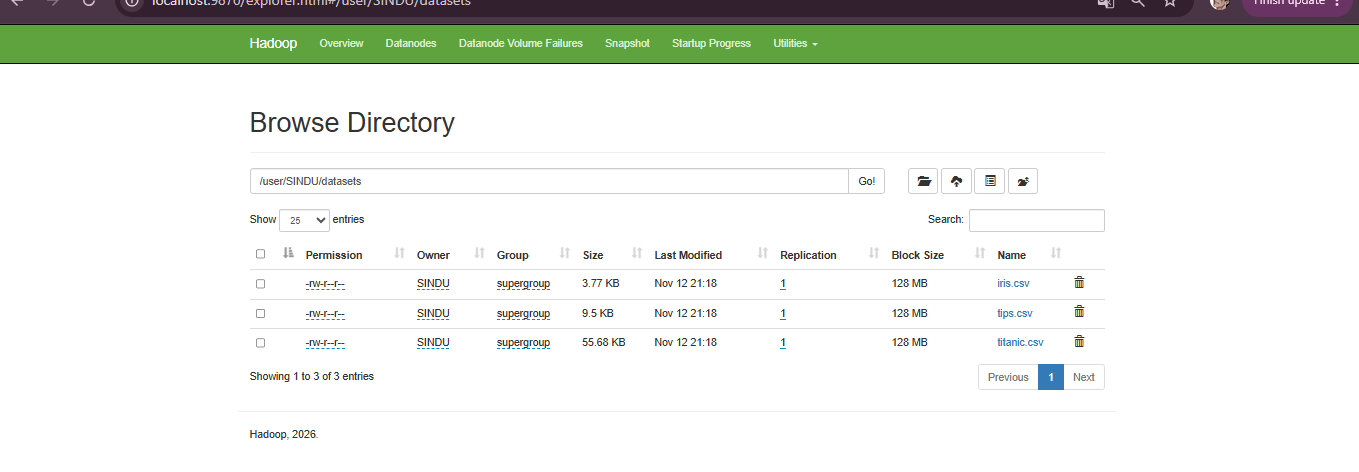 localhost:9870/explorer.html#/user/SINDU/datasets
Finish update
Hadoop Overview Datanodes Datanode Volume Failures Snapshot Startup Progress Utilities
Browse Directory
/user/SINDU/datasets Go!
Show 25 entries Search:
Permission Owner Group Size Last Modified Replication Block Size Name
-rw-r--r-- SINDU supergroup 3.77 KB Nov 12 21:18 1 128 MB iris.csv
-rw-r--r-- SINDU supergroup 9.5 KB Nov 12 21:18 1 128 MB tips.csv
-rw-r--r-- SINDU supergroup 55.68 KB Nov 12 21:18 1 128 MB titanic.csv
Showing 1 to 3 of 3 entries Previous 1 Next
Hadoop, 2026.